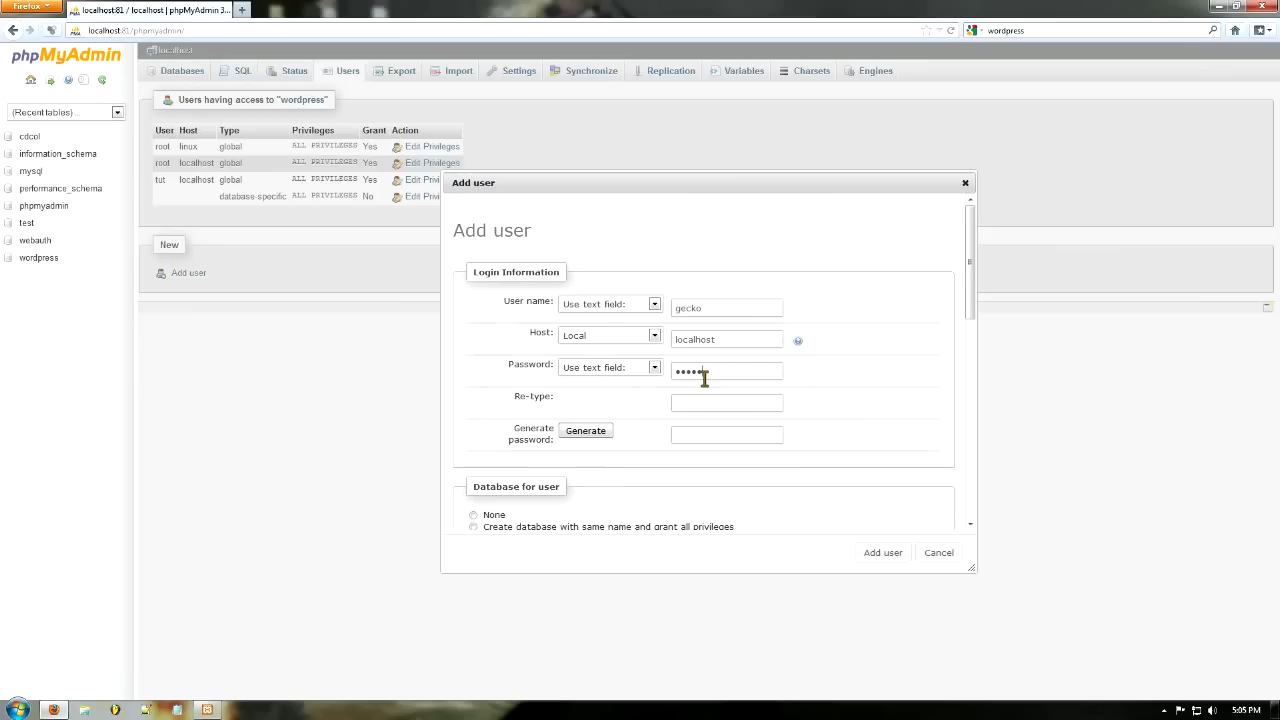 Firefox
localhost:81 / localhost | phpMyAdmin 3...
localhost:81/phpmyadmin/
wordpress
phpMyAdmin
localhost
Databases SQL Status Users Export Import Settings Synchronize Replication Variables Charsets Engines
(Recent tables) ...
cdcol
information_schema
mysql
performance_schema
phpmyadmin
test
webauth
wordpress
Users having access to "wordpress"
User Host Type Privileges Grant Action
root linux global ALL PRIVILEGES Yes Edit Privileges
root localhost global ALL PRIVILEGES Yes Edit Privileges
tut localhost global ALL PRIVILEGES Yes Edit Privi
database-specific ALL PRIVILEGES No Edit Privi
New
Add user
Add user
Add user
Login Information
User name: Use text field: gecko
Host: Local localhost
Password: Use text field: ••••••
Re-type:
Generate password: Generate
Database for user
None
Create database with same name and grant all privileges
Add user Cancel
5:05 PM